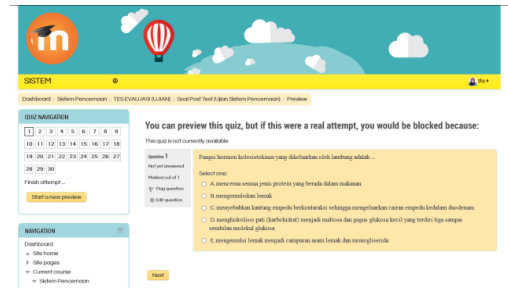 m
SISTEM
Dashboard : Sistem Pencernaan : TES EVALUASI (UJIAN) : Soal Post Test (Ujian Sistem Pencernaan) : Preview
QUIZ NAVIGATION
1 2 3 4 5 6 7 8 9
10 11 12 13 14 15 16 17 18
19 20 21 22 23 24 25 26 27
28 29 30
Finish attempt ...
Start a new preview
NAVIGATION
Dashboard
Site home
Site pages
Current course
Sistem Pencernaan
You can preview this quiz, but if this were a real attempt, you would be blocked because:
This quiz is not currently available
Question 1
Not yet answered
Marked out of 1
Flag question
Edit question
Fungsi hormon kolesistokinin yang dikeluarkan oleh lambung adalah ...
Select one:
A. mencerna semua jenis protein yang berada dalam makanan
B. mengemulsikan lemak
C. menyebabkan kantung empedu berkontraksi sehingga mengeluarkan cairan empedu kedalam duodenum
D. menghidrolisis pati (karbohidrat) menjadi maltosa dan gugus glukosa kecil yang terdiri tiga sampai
sembilan molekul glukosa
E. mengemulsi lemak menjadi campuran asam lemak dan monogliserida
Next